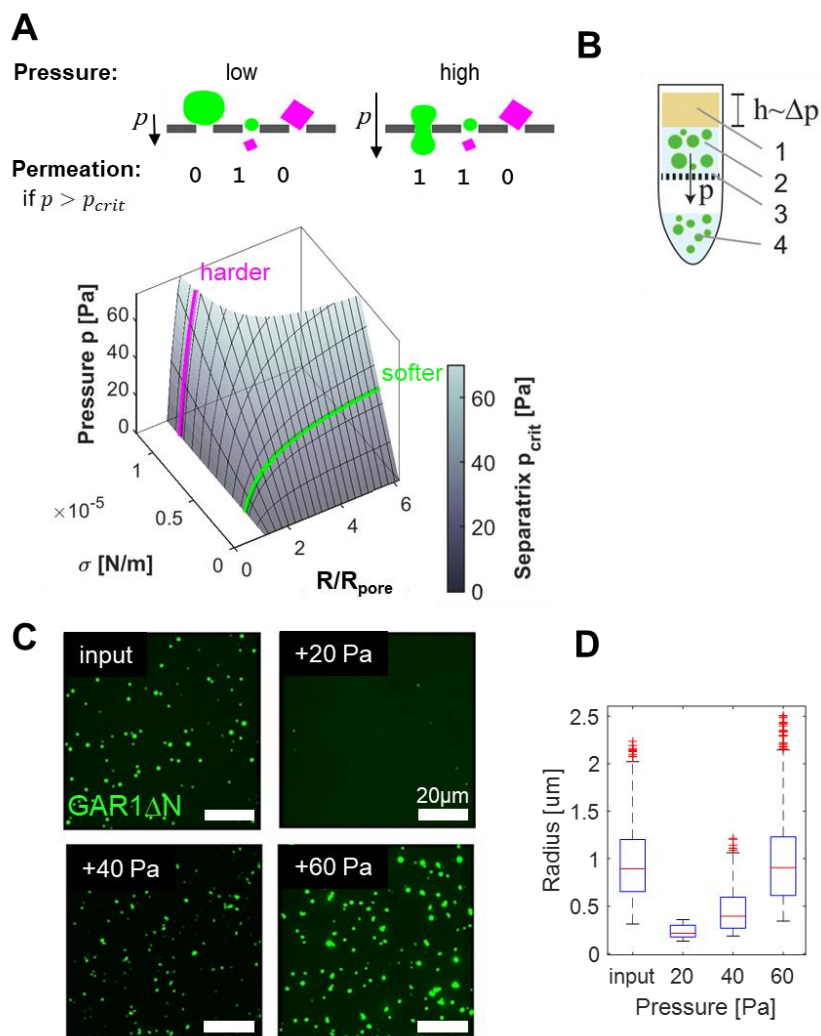 A
Pressure:
low
high
p
p
Permeation:
0 1 0
1 1 0
if p > p_crit
Pressure p [Pa]
60
40
20
0
harder
softer
1
0.5
0
×10⁻⁵
σ [N/m]
0
2
4
6
R/R_pore
60
40
20
0
Separatrix p_crit [Pa]
B
h~Δp
1
2
p
3
4
C
input
+20 Pa
GAR1ΔN
20μm
+40 Pa
+60 Pa
D
2.5
2
1.5
1
0.5
0
Radius [um]
input 20 40 60
Pressure [Pa]